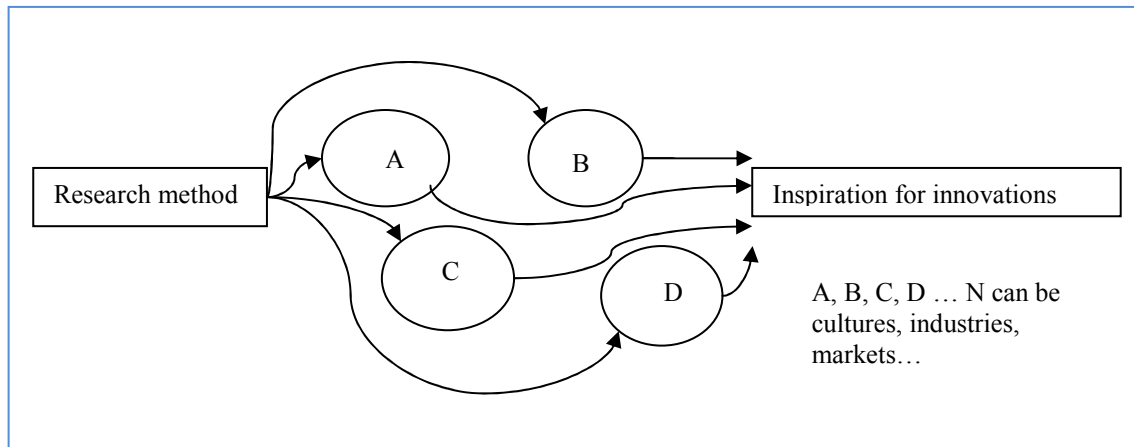 A
B
Research method
Inspiration for innovations
C
D
A, B, C, D … N can be
cultures, industries,
markets…